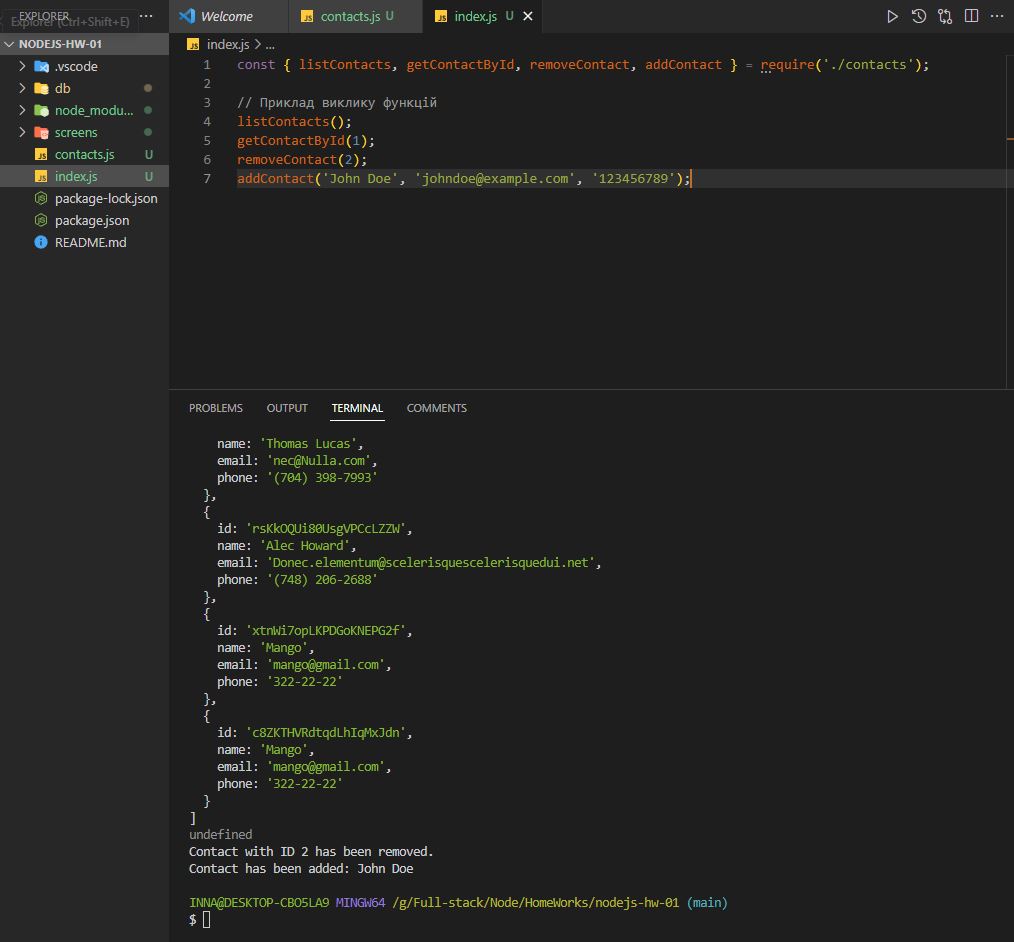 EXPLORER
Explorer (Ctrl+Shift+E)
NODEJS-HW-01
.vscode
db
node_modu...
screens
contacts.js U
index.js U
package-lock.json
package.json
README.md
Welcome
contacts.js U
index.js U
index.js > ...
1 const { listContacts, getContactById, removeContact, addContact } = require('./contacts');
2
3 // Приклад виклику функцій
4 listContacts();
5 getContactById(1);
6 removeContact(2);
7 addContact('John Doe', 'johndoe@example.com', '123456789');
PROBLEMS OUTPUT TERMINAL COMMENTS
name: 'Thomas Lucas',
email: 'nec@Nulla.com',
phone: '(704) 398-7993'
},
{
id: 'rsKkOQUi80UsgVPCcLZZW',
name: 'Alec Howard',
email: 'Donec.elementum@scelerisquescelerisquedui.net',
phone: '(748) 206-2688'
},
{
id: 'xtnWi7opLKPDGoKNEPG2f',
name: 'Mango',
email: 'mango@gmail.com',
phone: '322-22-22'
},
{
id: 'c8ZKTHVRdtqdLhIqMxJdn',
name: 'Mango',
email: 'mango@gmail.com',
phone: '322-22-22'
}
]
undefined
Contact with ID 2 has been removed.
Contact has been added: John Doe
INNA@DESKTOP-CBO5LA9 MINGW64 /g/Full-stack/Node/HomeWorks/nodejs-hw-01 (main)
$